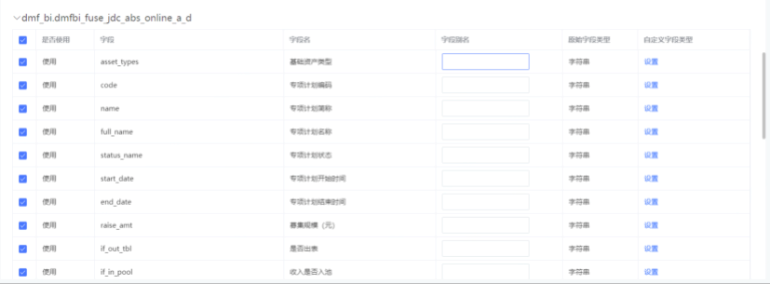 dmf_bi.dmfbi_fuse_jdc_abs_online_a_d
是否使用 字段 字段名 字段别名 原始字段类型 自定义字段类型
使用 asset_types 基础资产类型 字符串 设置
使用 code 专项计划编码 字符串 设置
使用 name 专项计划简称 字符串 设置
使用 full_name 专项计划名称 字符串 设置
使用 status_name 专项计划状态 字符串 设置
使用 start_date 专项计划开始时间 字符串 设置
使用 end_date 专项计划结束时间 字符串 设置
使用 raise_amt 募集规模（元） 字符串 设置
使用 if_out_tbl 是否出表 字符串 设置
使用 if_in_pool 收入是否入池 字符串 设置